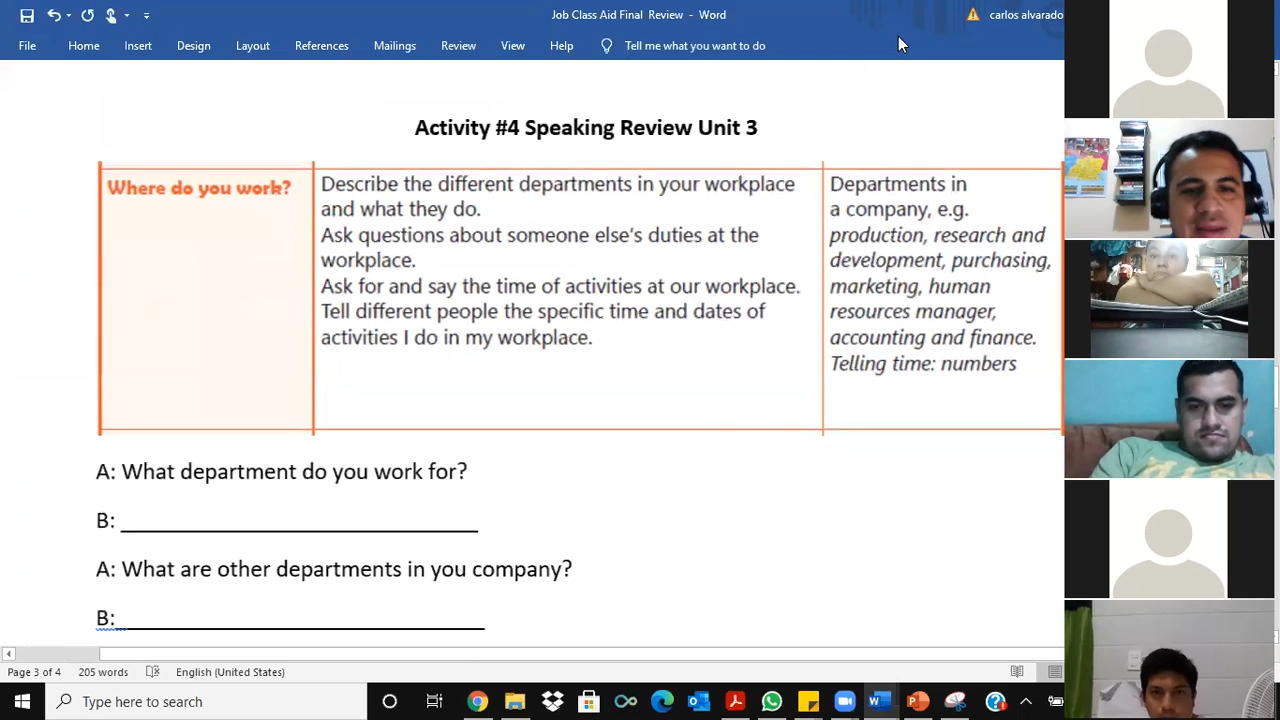 Job Class Aid Final Review - Word
carlos alvarado
File Home Insert Design Layout References Mailings Review View Help Tell me what you want to do
Activity #4 Speaking Review Unit 3
Where do you work?
Describe the different departments in your workplace
and what they do.
Ask questions about someone else's duties at the
workplace.
Ask for and say the time of activities at our workplace.
Tell different people the specific time and dates of
activities I do in my workplace.
Departments in
a company, e.g.
production, research and
development, purchasing,
marketing, human
resources manager,
accounting and finance.
Telling time: numbers
A: What department do you work for?
B: ______________________________
A: What are other departments in you company?
B:______________________________
Page 3 of 4 205 words English (United States)
Type here to search